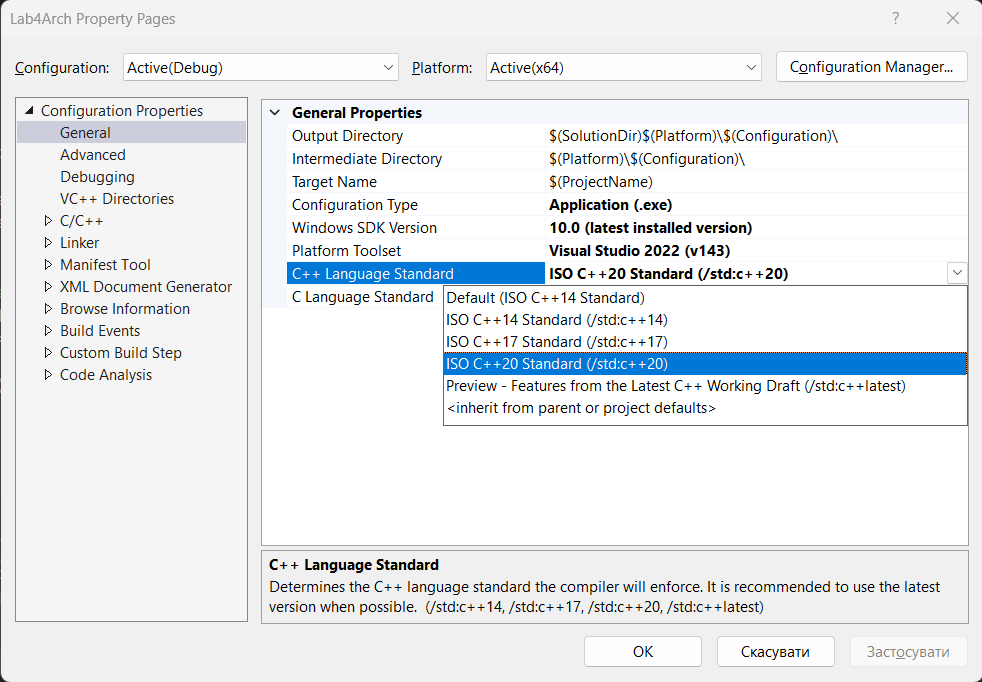 Lab4Arch Property Pages
?
Configuration: Active(Debug) Platform: Active(x64) Configuration Manager...
Configuration Properties
General
Advanced
Debugging
VC++ Directories
C/C++
Linker
Manifest Tool
XML Document Generator
Browse Information
Build Events
Custom Build Step
Code Analysis
General Properties
Output Directory $(SolutionDir)$(Platform)\$(Configuration)\
Intermediate Directory $(Platform)\$(Configuration)\
Target Name $(ProjectName)
Configuration Type Application (.exe)
Windows SDK Version 10.0 (latest installed version)
Platform Toolset Visual Studio 2022 (v143)
C++ Language Standard ISO C++20 Standard (/std:c++20)
C Language Standard
Default (ISO C++14 Standard)
ISO C++14 Standard (/std:c++14)
ISO C++17 Standard (/std:c++17)
ISO C++20 Standard (/std:c++20)
Preview - Features from the Latest C++ Working Draft (/std:c++latest)
<inherit from parent or project defaults>
C++ Language Standard
Determines the C++ language standard the compiler will enforce. It is recommended to use the latest
version when possible.  (/std:c++14, /std:c++17, /std:c++20, /std:c++latest)
OK Скасувати Застосувати